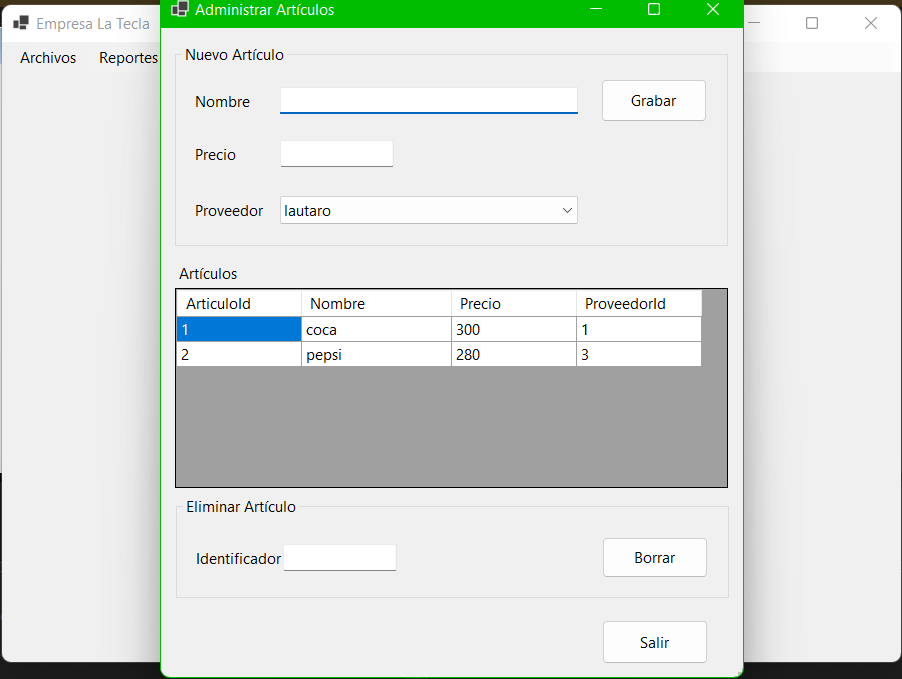 Empresa La Tecla
Administrar Artículos
Archivos Reportes
Nuevo Artículo
Nombre
Grabar
Precio
Proveedor lautaro
Artículos
ArticuloId Nombre Precio ProveedorId
1 coca 300 1
2 pepsi 280 3
Eliminar Artículo
Identificador
Borrar
Salir